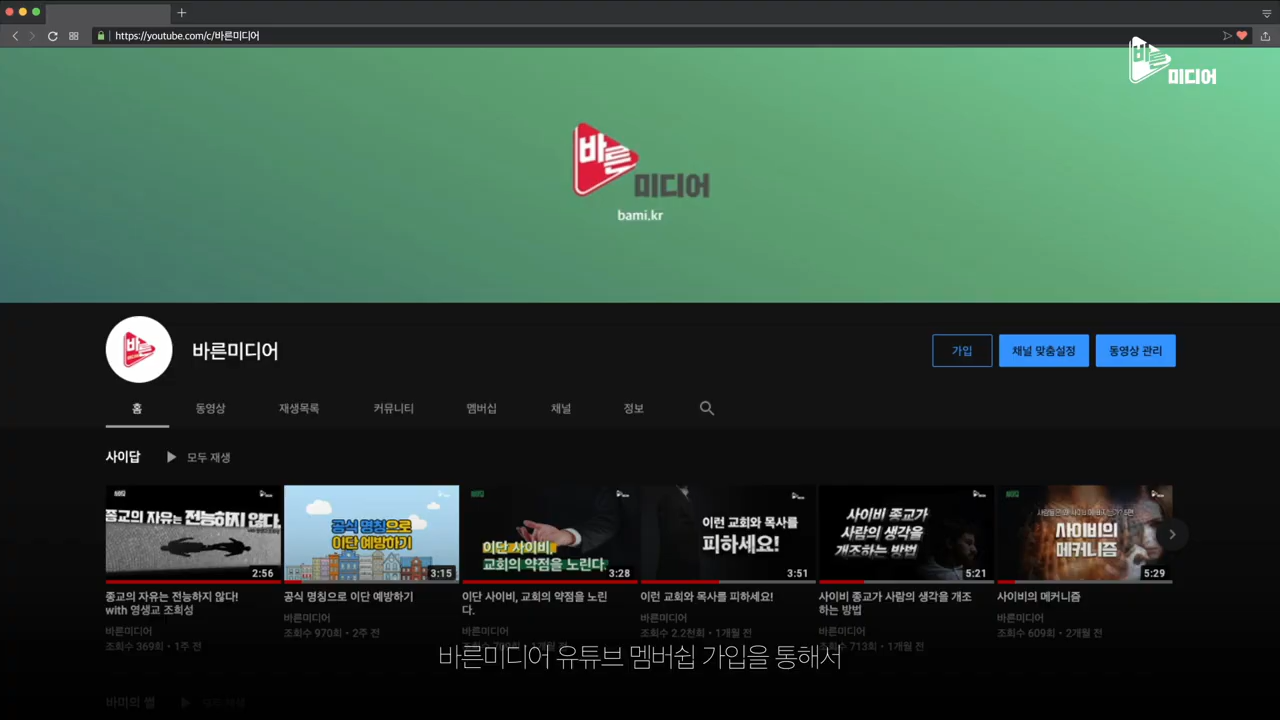 https://youtube.com/c/바른미디어
바른
미디어
바른
미디어
bami.kr
바른미디어
가입
채널 맞춤설정
동영상 관리
홈
동영상
재생목록
커뮤니티
멤버십
채널
정보
사이답
모두 재생
종교의 자유는 전능하지 않다.
2:56
공식 명칭으로
이단 예방하기
3:15
이단 사이비,
교회의 약점을 노린다.
3:28
이런 교회와 목사를
피하세요!
3:51
사이비 종교가
사람의 생각을
개조하는 방법
5:21
사이비의
메커니즘
5:29
종교의 자유는 전능하지 않다!
with 영생교 조희성
바른미디어
조회수 369회 • 1주 전
공식 명칭으로 이단 예방하기
바른미디어
조회수 970회 • 2주 전
이단 사이비, 교회의 약점을 노린
다.
바른미디어
이런 교회와 목사를 피하세요!
바른미디어
조회수 2.2천회 • 1개월 전
사이비 종교가 사람의 생각을 개조
하는 방법
바른미디어
조회수 713회 • 1개월 전
사이비의 메커니즘
바른미디어
조회수 609회 • 2개월 전
바른미디어 유튜브 멤버쉽 가입을 통해서
바미의 썰
모두 재생